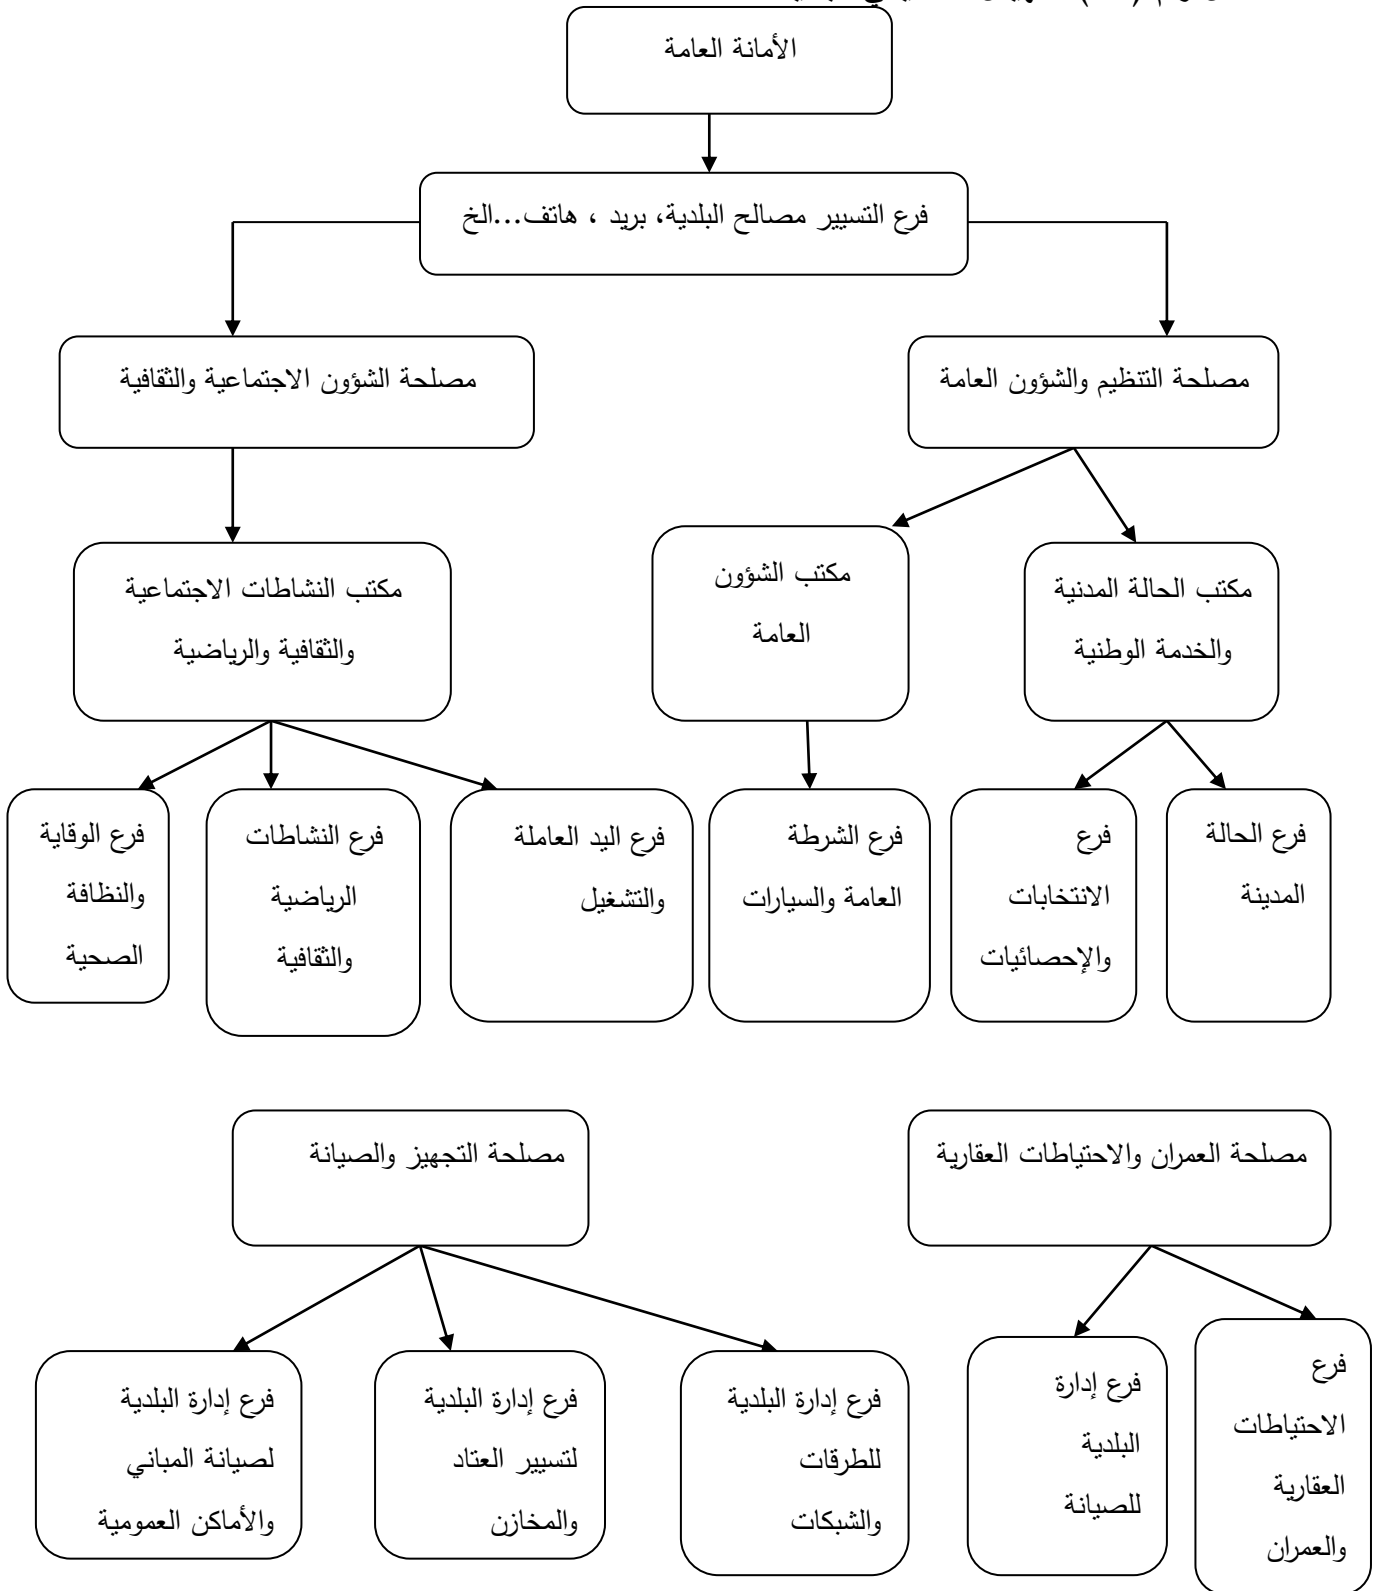 الأمانة العامة
فرع التسيير مصالح البلدية، بريد ، هاتف...الخ
مصلحة التنظيم والشؤون العامة
مصلحة الشؤون الاجتماعية والثقافية
مكتب الحالة المدنية
والخدمة الوطنية
مكتب الشؤون
العامة
مكتب النشاطات الاجتماعية
والثقافية والرياضية
فرع الحالة
المدينة
فرع
الانتخابات
والإحصائيات
فرع الشرطة
العامة والسيارات
فرع اليد العاملة
والتشغيل
فرع النشاطات
الرياضية
والثقافية
فرع الوقاية
والنظافة
الصحية
مصلحة العمران والاحتياطات العقارية
مصلحة التجهيز والصيانة
فرع
الاحتياطات
العقارية
والعمران
فرع إدارة
البلدية
للصيانة
فرع إدارة البلدية
للطرقات
والشبكات
فرع إدارة البلدية
لتسيير العتاد
والمخازن
فرع إدارة البلدية
لصيانة المباني
والأماكن العمومية